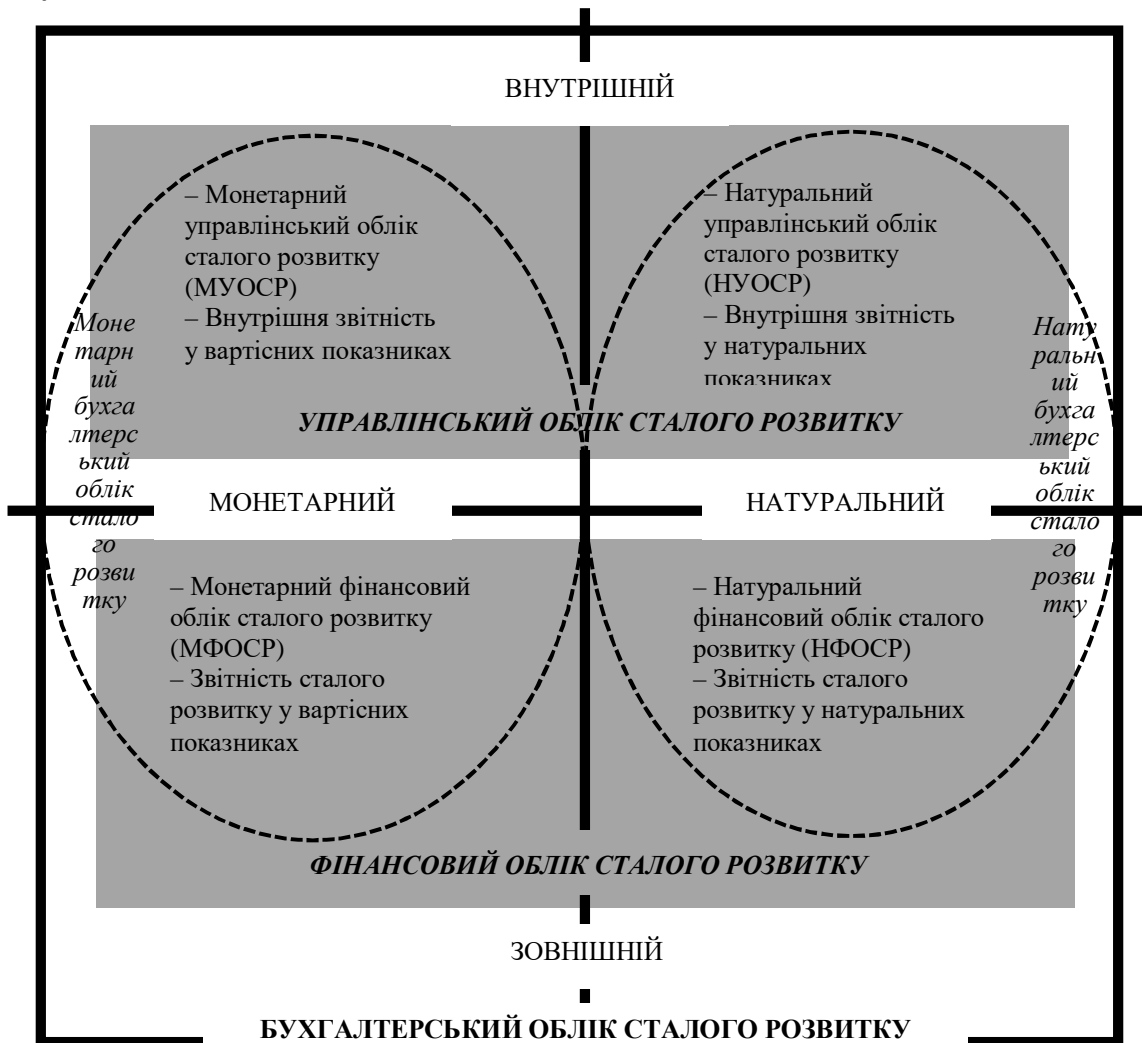 ВНУТРІШНІЙ
– Монетарний
управлінський облік
сталого розвитку
(МУОСР)
– Внутрішня звітність
у вартісних показниках
– Натуральний
управлінський облік
сталого розвитку
(НУОСР)
– Внутрішня звітність
у натуральних
показниках
Моне
тарн
ий
бухга
лтерс
ький
облік
стало
го
розви
тку
Нату
ральн
ий
бухга
лтерс
ький
облік
стало
го
розви
тку
УПРАВЛІНСЬКИЙ ОБЛІК СТАЛОГО РОЗВИТКУ
МОНЕТАРНИЙ
НАТУРАЛЬНИЙ
– Монетарний фінансовий
облік сталого розвитку
(МФОСР)
– Звітність сталого
розвитку у вартісних
показниках
– Натуральний
фінансовий облік сталого
розвитку (НФОСР)
– Звітність сталого
розвитку у натуральних
показниках
ФІНАНСОВИЙ ОБЛІК СТАЛОГО РОЗВИТКУ
ЗОВНІШНІЙ
БУХГАЛТЕРСЬКИЙ ОБЛІК СТАЛОГО РОЗВИТКУ